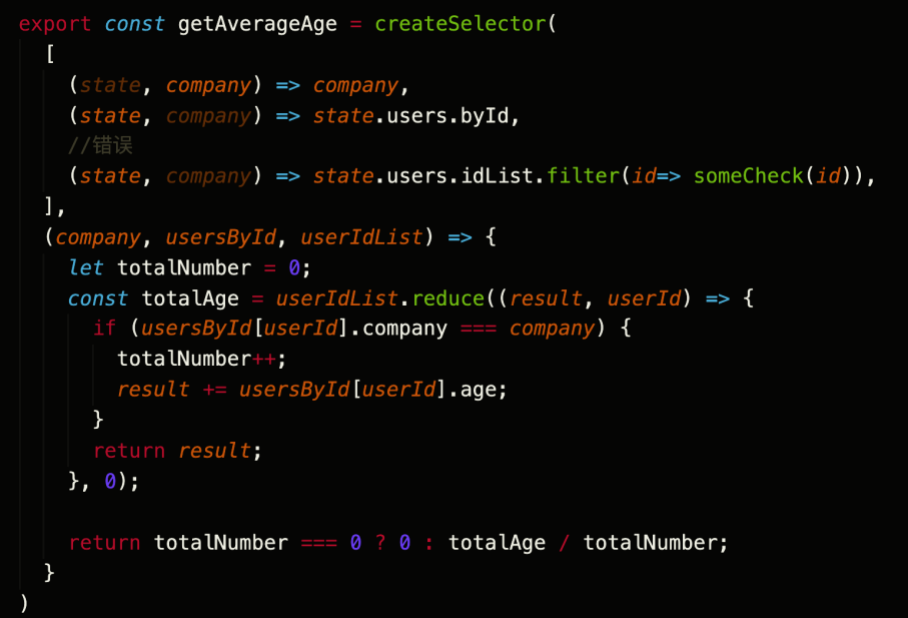 export const getAverageAge = createSelector(
  [
    (state, company) => company,
    (state, company) => state.users.byId,
    //错误
    (state, company) => state.users.idList.filter(id=> someCheck(id)),
  ],
  (company, usersById, userIdList) => {
    let totalNumber = 0;
    const totalAge = userIdList.reduce((result, userId) => {
      if (usersById[userId].company === company) {
        totalNumber++;
        result += usersById[userId].age;
      }
      return result;
    }, 0);

    return totalNumber === 0 ? 0 : totalAge / totalNumber;
  }
)